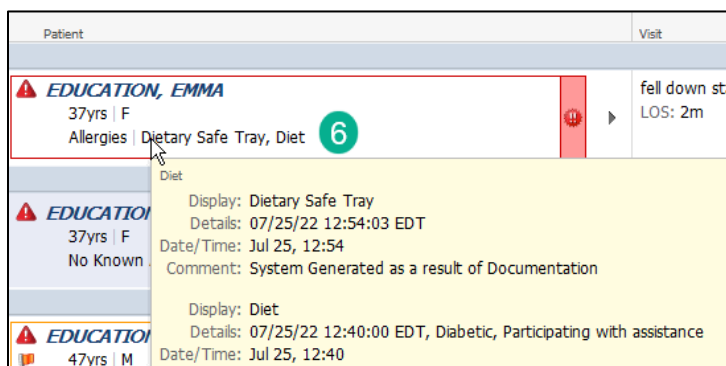 Patient
Visit
EDUCATION, EMMA
37yrs | F
Allergies | Dietary Safe Tray, Diet
6
fell down st
LOS: 2m
Diet
Display: Dietary Safe Tray
Details: 07/25/22 12:54:03 EDT
Date/Time: Jul 25, 12:54
Comment: System Generated as a result of Documentation
Display: Diet
Details: 07/25/22 12:40:00 EDT, Diabetic, Participating with assistance
Date/Time: Jul 25, 12:40
EDUCATIO
37yrs | F
No Known
EDUCATIO
47yrs | M